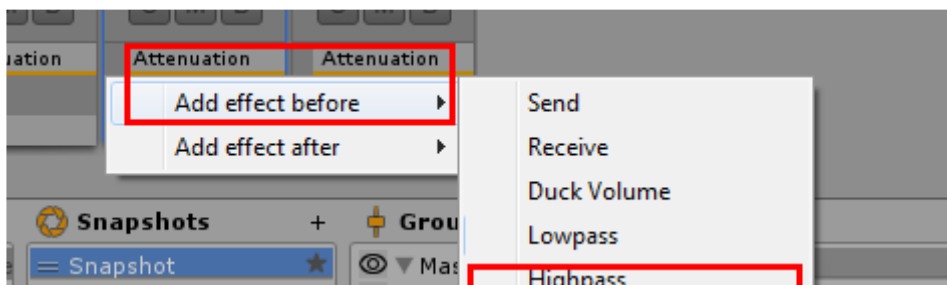 uation Attenuation Attenuation
Add effect before
Add effect after
Send
Receive
Duck Volume
Lowpass
Highpass
Snapshots + Grou
Snapshot Mas